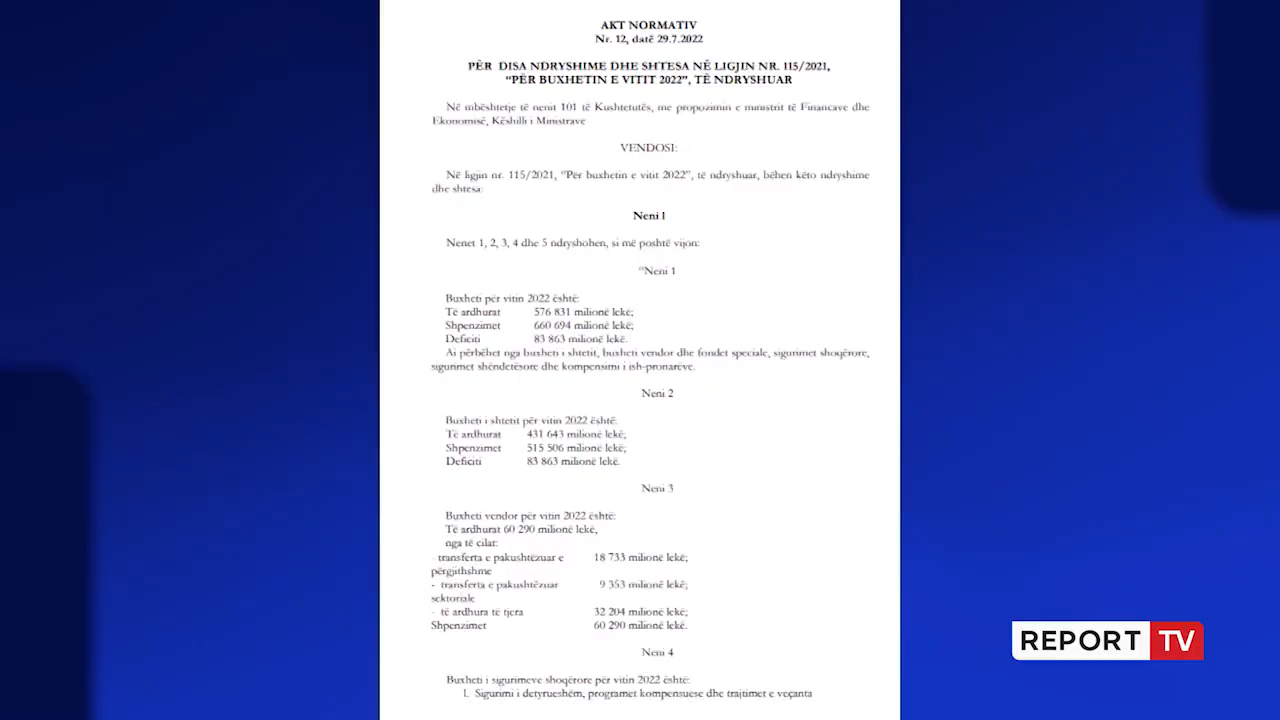 AKT NORMATIV
Nr. 12, datë 29.7.2022
PËR DISA NDRYSHIME DHE SHTESA NË LIGJIN NR. 115/2021,
“PËR BUXHETIN E VITIT 2022”, TË NDRYSHUAR
Në mbështetje të nenit 101 të Kushtetutës, me propozimin e ministrit të Financave dhe
Ekonomisë, Këshilli i Ministrave
VENDOSI:
Në ligjin nr. 115/2021, “Për buxhetin e vitit 2022”, të ndryshuar, bëhen këto ndryshime
dhe shtesa:
Neni 1
Nenet 1, 2, 3, 4 dhe 5 ndryshohen, si më poshtë vijon:
“Neni 1
Buxheti për vitin 2022 është:
Të ardhurat 576 831 milionë lekë;
Shpenzimet 660 694 milionë lekë;
Deficiti 83 863 milionë lekë.
Ai përbëhet nga buxheti i shtetit, buxheti vendor dhe fondet speciale, sigurimet shoqërore,
sigurimet shëndetësore dhe kompensimi i ish-pronarëve.
Neni 2
Buxheti i shtetit për vitin 2022 është:
Të ardhurat 431 643 milionë lekë;
Shpenzimet 515 506 milionë lekë;
Deficiti 83 863 milionë lekë.
Neni 3
Buxheti vendor për vitin 2022 është:
Të ardhurat 60 290 milionë lekë,
nga të cilat:
- transferta e pakushtëzuar e 18 733 milionë lekë;
përgjithshme
- transferta e pakushtëzuar 9 353 milionë lekë;
sektoriale
- të ardhura të tjera 32 204 milionë lekë;
Shpenzimet 60 290 milionë lekë.
Neni 4
Buxheti i sigurimeve shoqërore për vitin 2022 është:
1. Sigurimi i detyrueshëm, programet kompensuese dhe trajtimet e veçanta
REPORT TV